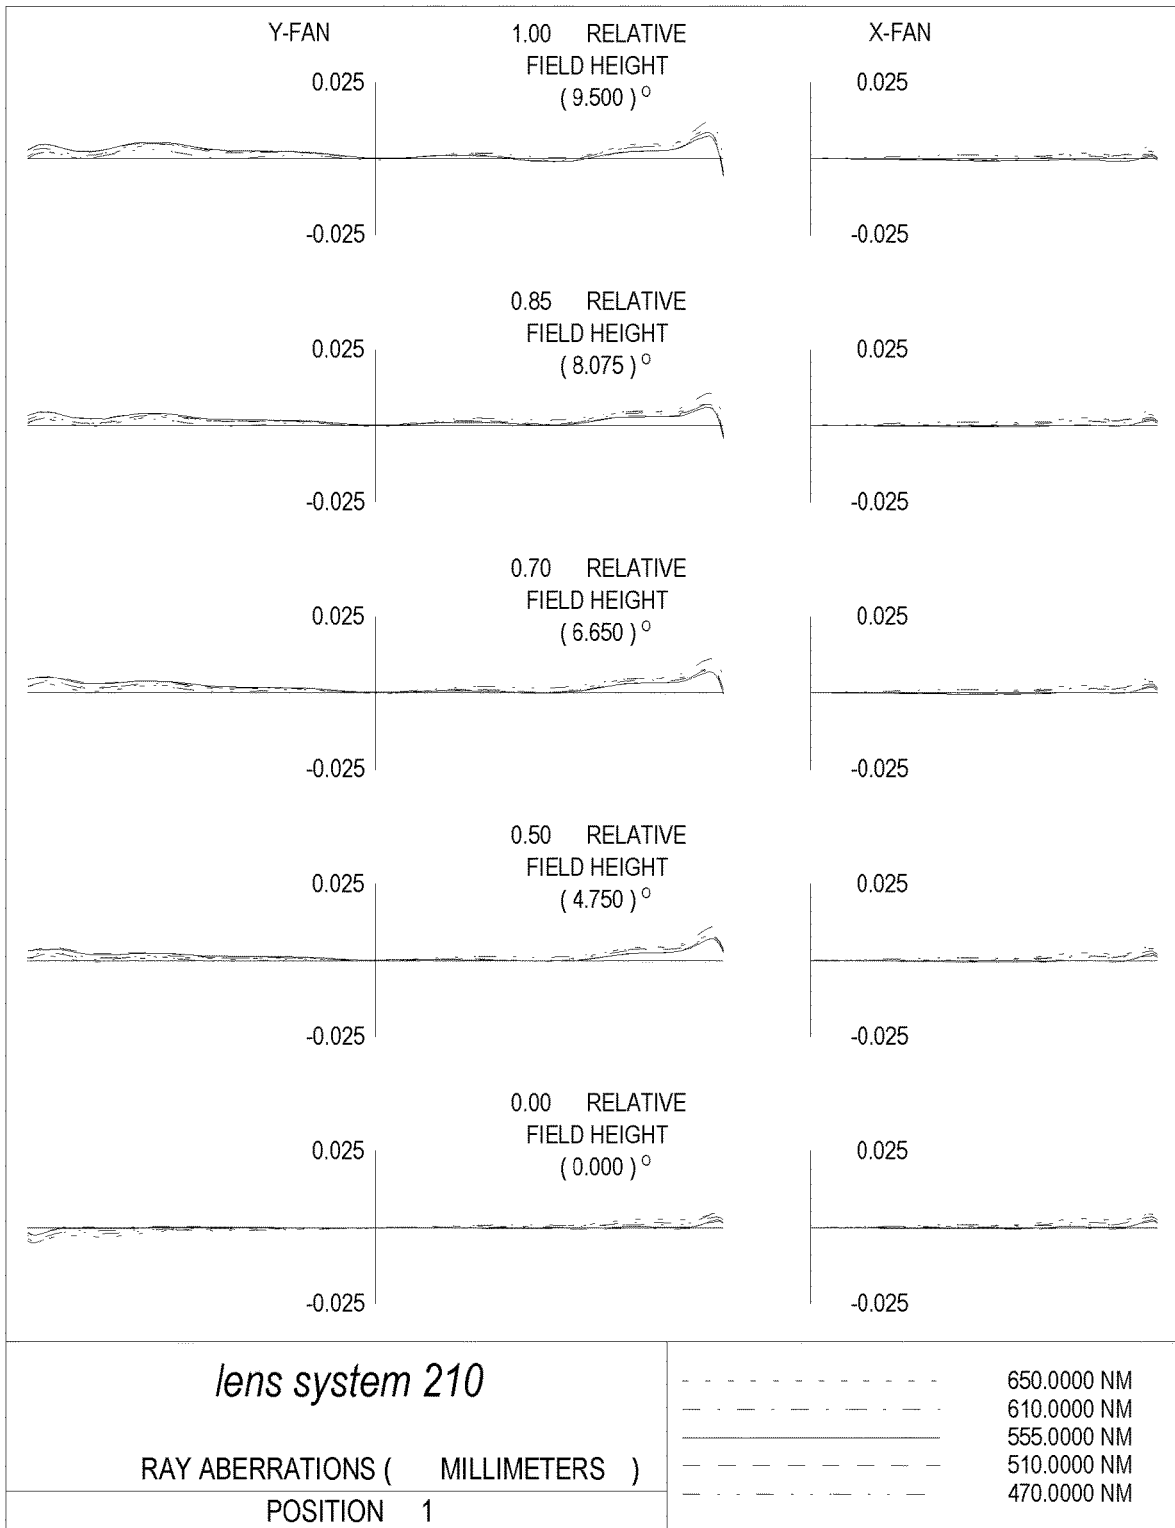 Y-FAN 1.00 RELATIVE X-FAN
FIELD HEIGHT
0.025 ( 9.500 ) O 0.025
-0.025 -0.025
0.85 RELATIVE
FIELD HEIGHT
0.025 ( 8.075 ) O 0.025
-0.025 -0.025
0.70 RELATIVE
FIELD HEIGHT
0.025 ( 6.650 ) O 0.025
-0.025 -0.025
0.50 RELATIVE
FIELD HEIGHT
0.025 ( 4.750 ) O 0.025
-0.025 -0.025
0.00 RELATIVE
FIELD HEIGHT
0.025 ( 0.000 ) O 0.025
-0.025 -0.025
lens system 210
RAY ABERRATIONS ( MILLIMETERS )
POSITION 1
650.0000 NM
610.0000 NM
555.0000 NM
510.0000 NM
470.0000 NM